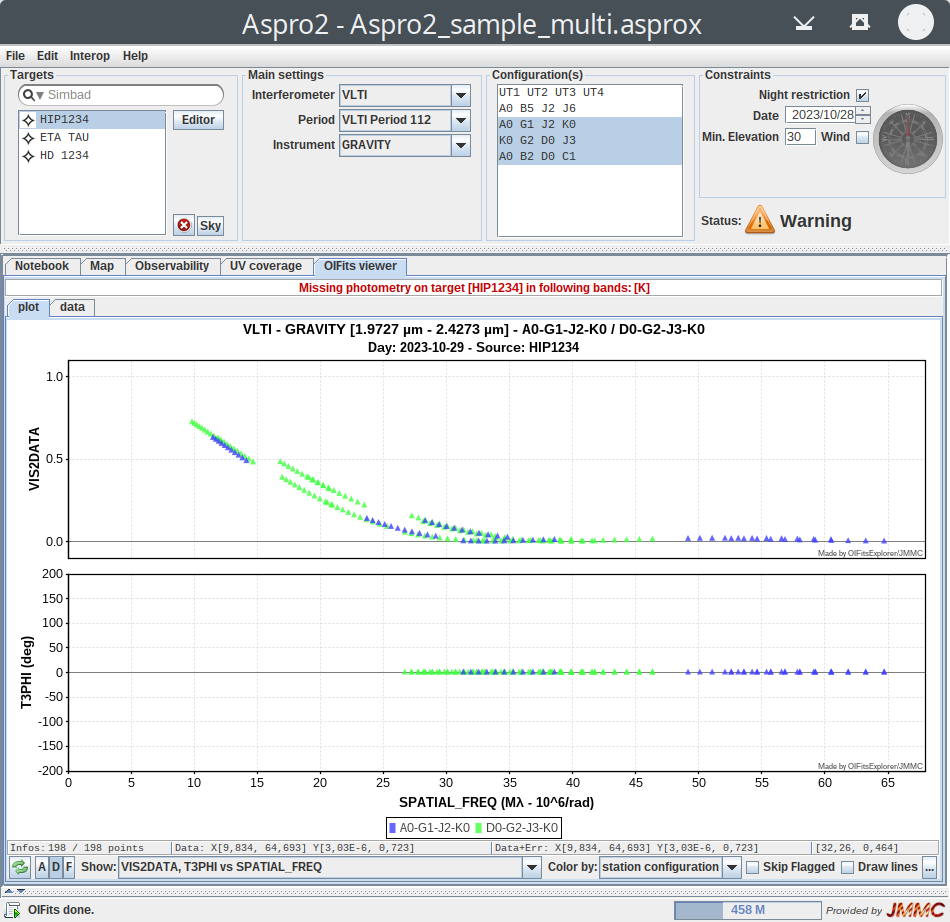 Aspro2 - Aspro2_sample_multi.asprox
File Edit Interop Help
Targets
Simbad
HIP1234
ETA TAU
HD 1234
Editor
Sky
Main settings
Interferometer VLTI
Period VLTI Period 112
Instrument GRAVITY
Configuration(s)
UT1 UT2 UT3 UT4
A0 B5 J2 J6
A0 G1 J2 K0
K0 G2 D0 J3
A0 B2 D0 C1
Constraints
Night restriction
Date 2023/10/28
Min. Elevation 30 Wind
Status: Warning
Notebook Map Observability UV coverage OIFits viewer
Missing photometry on target [HIP1234] in following bands: [K]
plot data
VLTI - GRAVITY [1.9727 µm - 2.4273 µm] - A0-G1-J2-K0 / D0-G2-J3-K0
Day: 2023-10-29 - Source: HIP1234
VIS2DATA
1.0
0.5
0.0
Made by OIFitsExplorer/JMMC
T3PHI (deg)
200
150
100
50
0
-50
-100
-150
-200
Made by OIFitsExplorer/JMMC
0 5 10 15 20 25 30 35 40 45 50 55 60 65
SPATIAL_FREQ (Mλ - 10^6/rad)
A0-G1-J2-K0 D0-G2-J3-K0
Infos: 198 / 198 points Data: X[9,834, 64,693] Y[3,03E-6, 0,723] Data+Err: X[9,834, 64,693] Y[3,03E-6, 0,723] [32,26, 0,464]
A D F Show: VIS2DATA, T3PHI vs SPATIAL_FREQ Color by: station configuration Skip Flagged Draw lines ...
OIFits done. 458 M Provided by JMMC